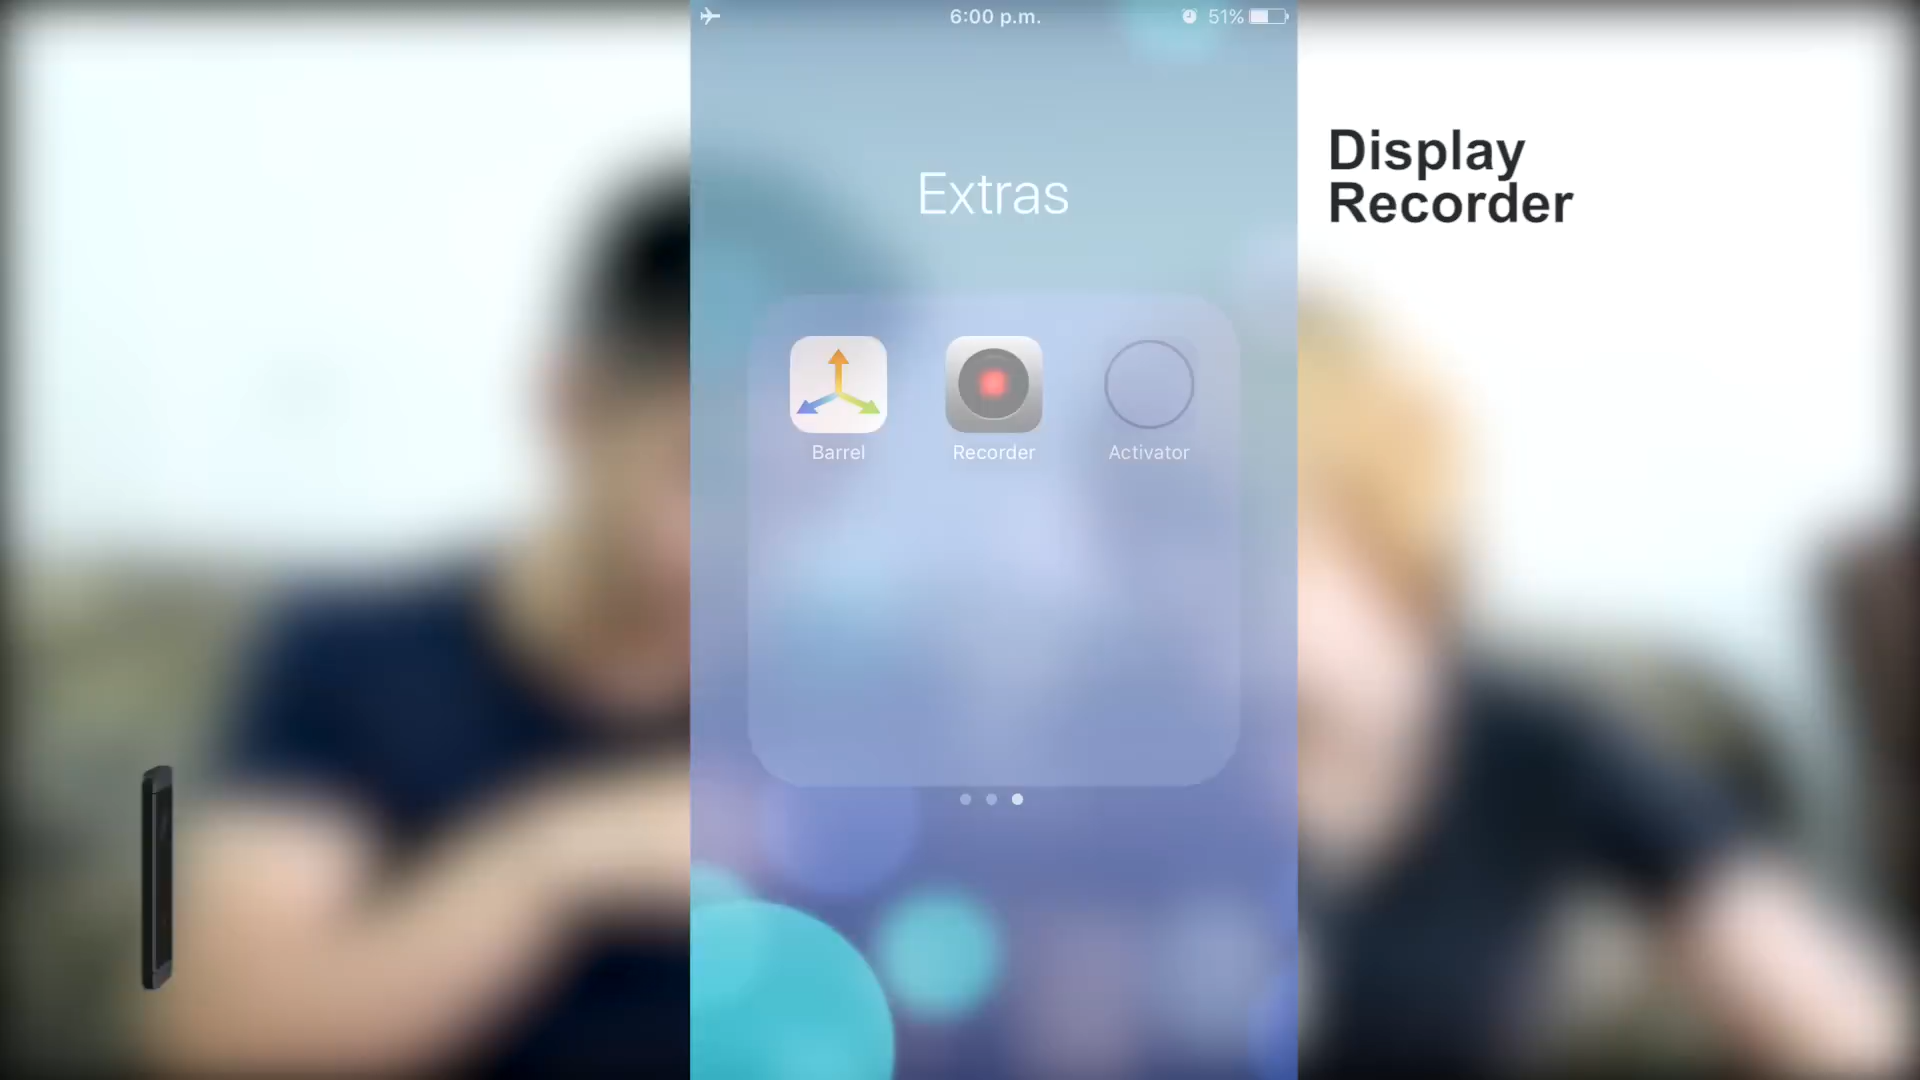 6:00 p.m.
51%
Extras
Display
Recorder
Barrel
Recorder
Activator